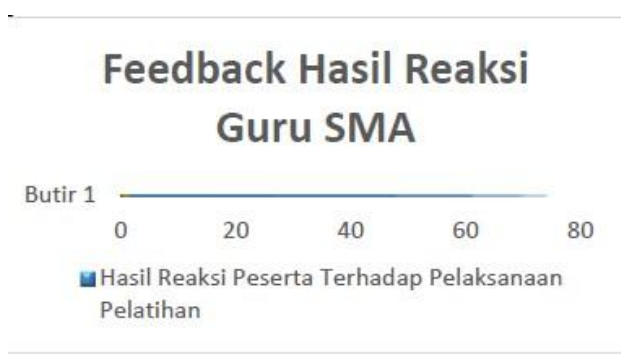 Feedback Hasil Reaksi
Guru SMA
Butir 1
0 20 40 60 80
Hasil Reaksi Peserta Terhadap Pelaksanaan
Pelatihan